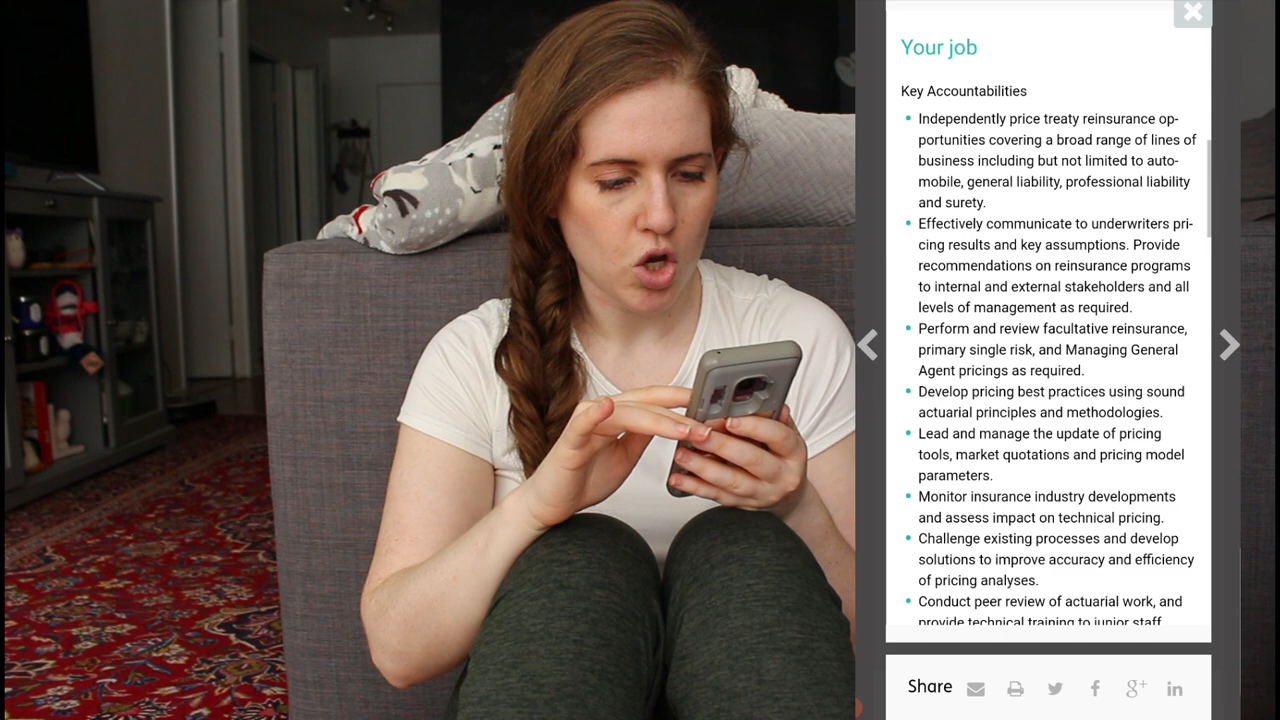 Your job
Key Accountabilities
Independently price treaty reinsurance op-
portunities covering a broad range of lines of
business including but not limited to auto-
mobile, general liability, professional liability
and surety.
Effectively communicate to underwriters pri-
cing results and key assumptions. Provide
recommendations on reinsurance programs
to internal and external stakeholders and all
levels of management as required.
Perform and review facultative reinsurance,
primary single risk, and Managing General
Agent pricings as required.
Develop pricing best practices using sound
actuarial principles and methodologies.
Lead and manage the update of pricing
tools, market quotations and pricing model
parameters.
Monitor insurance industry developments
and assess impact on technical pricing.
Challenge existing processes and develop
solutions to improve accuracy and efficiency
of pricing analyses.
Conduct peer review of actuarial work, and
provide technical training to junior staff
Share